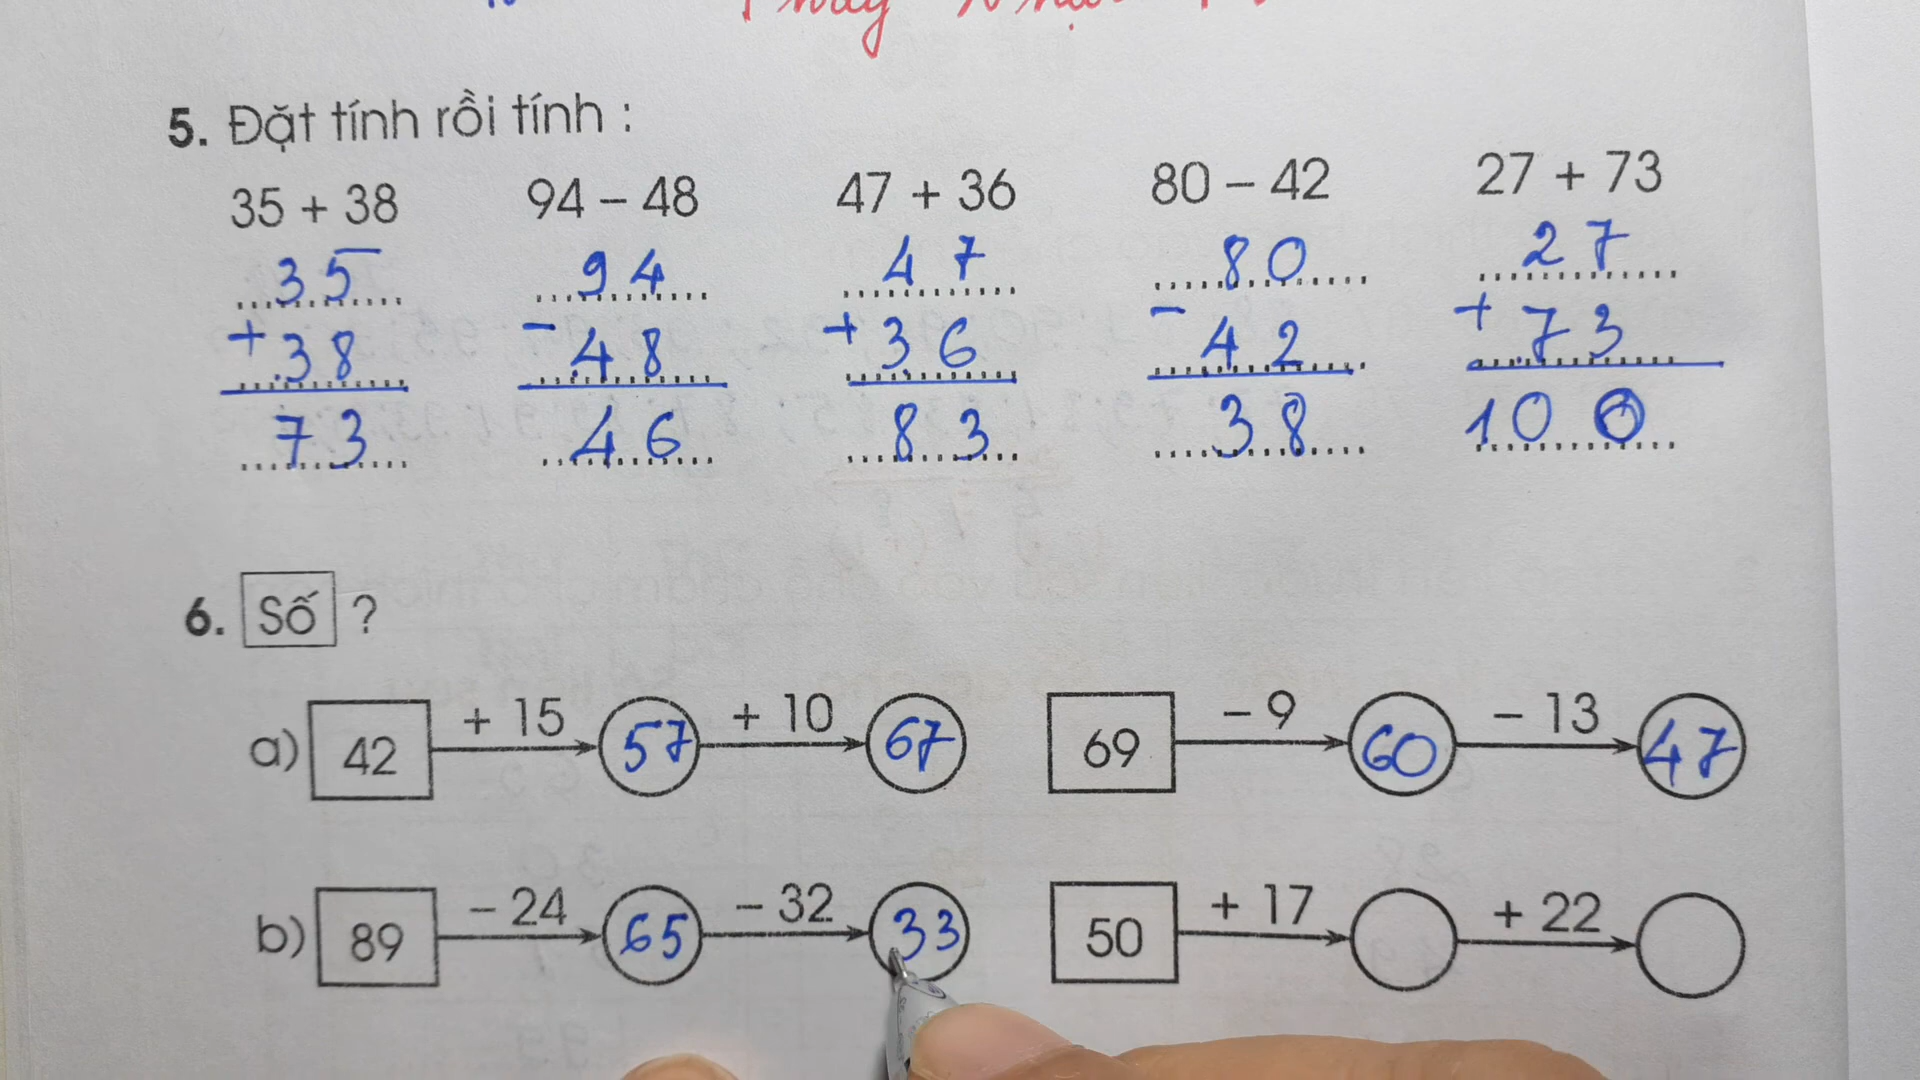 5. Đặt tính rồi tính :
35 + 38 94 – 48 47 + 36 80 – 42 27 + 73
35 94 47 80 27
+ 38 - 48 + 36 - 42 + 73
73 46 83 38 100
6. Số ?
a) 42 + 15 57 + 10 67 69 – 9 60 – 13 47
b) 89 – 24 65 – 32 33 50 + 17 + 22